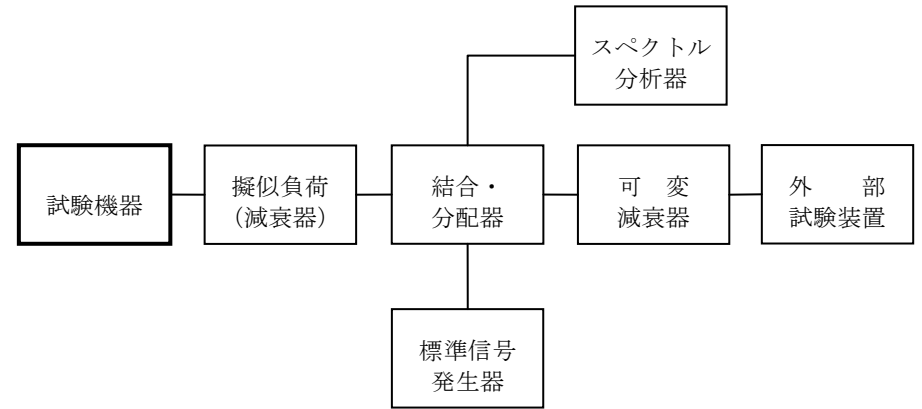 スペクトル
分析器
試験機器
擬似負荷
(減衰器)
結合・
分配器
可　変
減衰器
外　　部
試験装置
標準信号
発生器